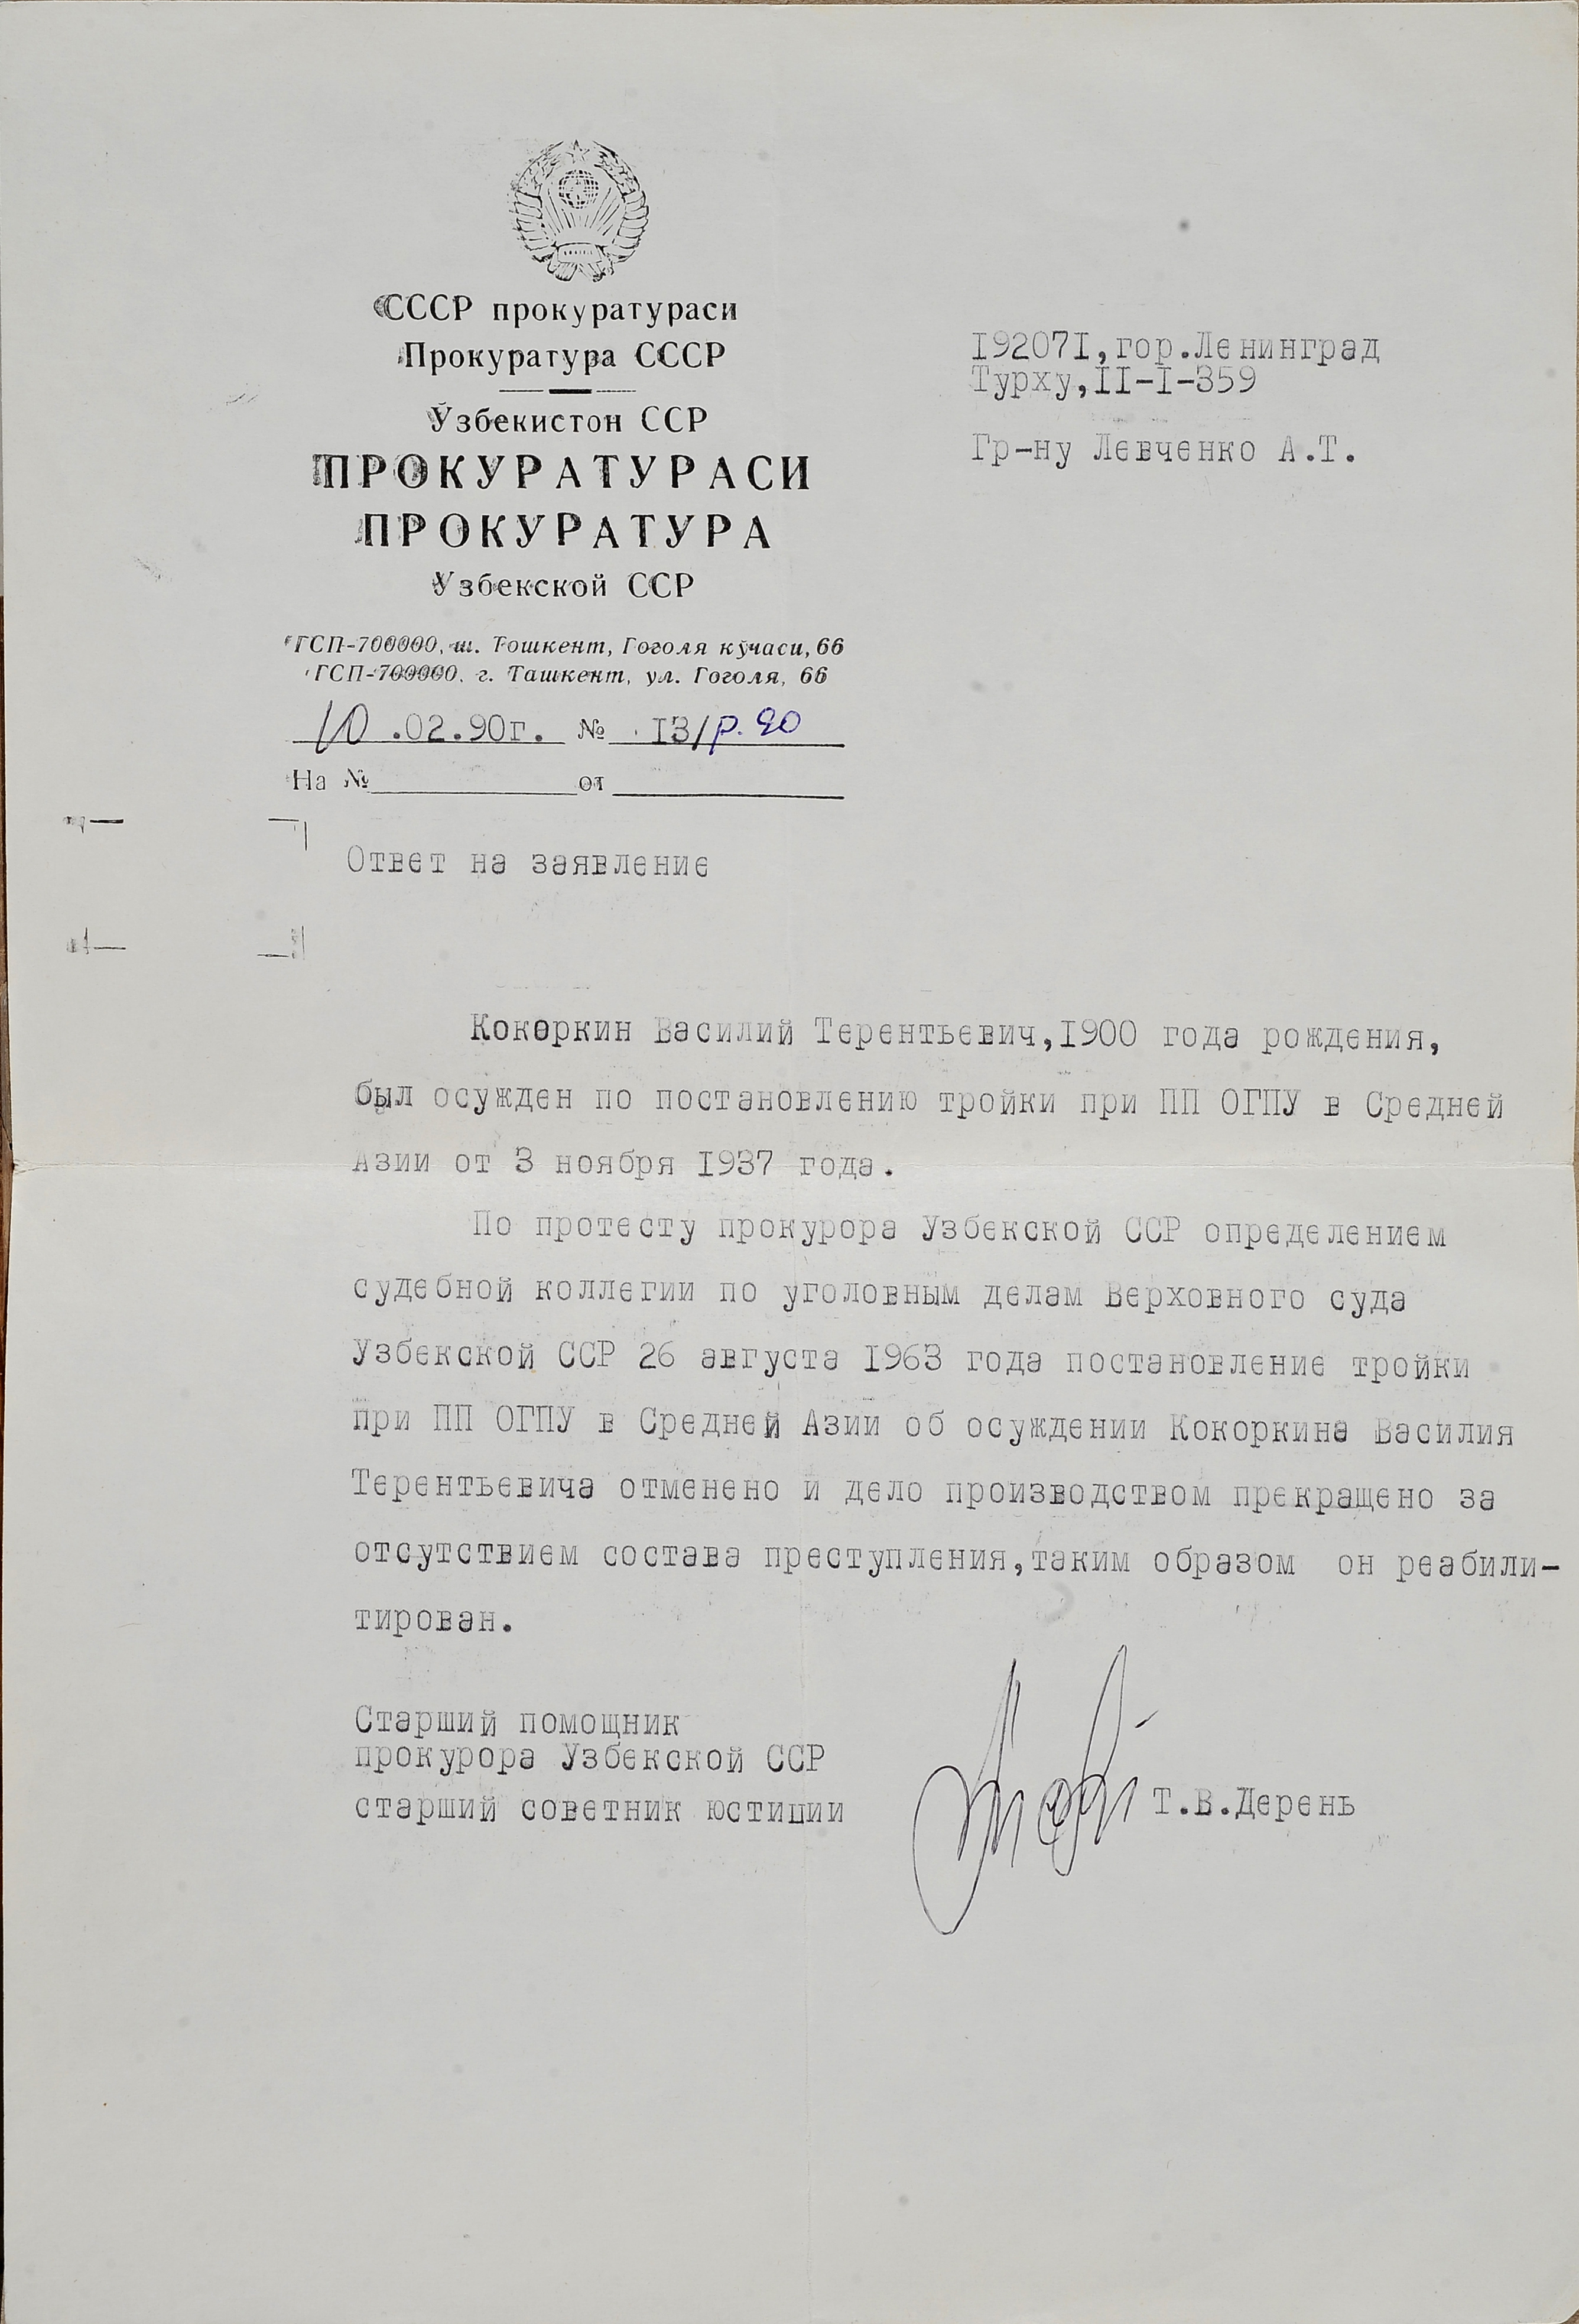 СССР прокуратураси
Прокуратура СССР
Ўзбекистон ССР
ПРОКУРАТУРАСИ
ПРОКУРАТУРА
Узбекской ССР
ГСП-700000, ш. Тошкент, Гоголя кўчаси, 66
ГСП-700000, г. Ташкент, ул. Гоголя, 66
10.02.90г. № 13/р.90
На № от
192071,гор.Ленинград
Турку,II-I-359
Гр-ну Левченко А.Т.
Ответ на заявление
Кокоркин Василий Терентьевич,I900 года рождения,
был осужден по постановлению тройки при ПП ОГПУ в Средней
Азии от 3 ноября I937 года.
По протесту прокурора Узбекской ССР определением
судебной коллегии по уголовным делам Верховного суда
Узбекской ССР 26 августа I963 года постановление тройки
при ПП ОГПУ в Средней Азии об осуждении Кокоркина Василия
Терентьевича отменено и дело производством прекращено за
отсутствием состава преступления,таким образом он реабили-
тирован.
Старший помощник
прокурора Узбекской ССР
старший советник юстиции
Т.В.Дерень